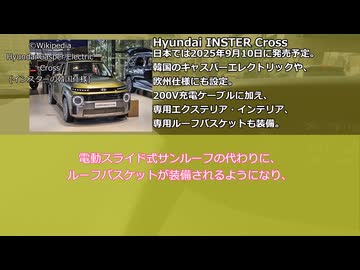 ©Wikipedia
Hyundai Casper Electric
Cross
(インスターの韓国仕様)
Hyundai INSTER Cross
日本では2025年9月10日に発売予定。
韓国のキャスパーエレクトリックや、
欧州仕様にも設定。
200V充電ケーブルに加え、
専用エクステリア・インテリア、
専用ルーフバスケットも装備。
電動スライド式サンルーフの代わりに、
ルーフバスケットが装備されるようになり、